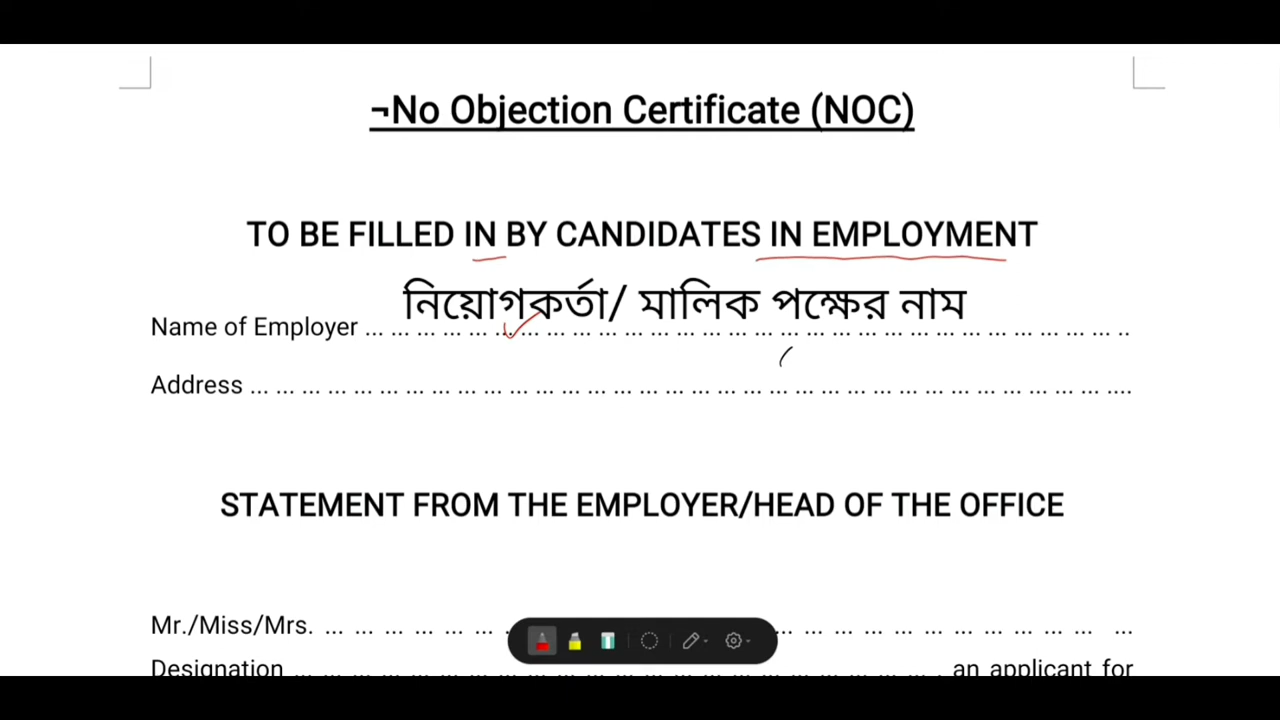 ¬No Objection Certificate (NOC)
TO BE FILLED IN BY CANDIDATES IN EMPLOYMENT
নিয়োগকর্তা/ মালিক পক্ষের নাম
Name of Employer ... ... ... ... ... ... ... ... ... ... ... ... ... ... ... ... ... ... ... ... ... ... ... ... ... ... ... ... ... ..
Address ... ... ... ... ... ... ... ... ... ... ... ... ... ... ... ... ... ... ... ... ... ... ... ... ... ... ... ... ... ... ... ... ... ....
STATEMENT FROM THE EMPLOYER/HEAD OF THE OFFICE
Mr./Miss/Mrs. ... ... ... ... ... ... . ... ... ... ... ... ... ... ... ... ... ... ...
Designation ... ... ... ... ... ... ... ... ... ... ... ... ... ... ... ... ... ... ... ... ... ... . an applicant for